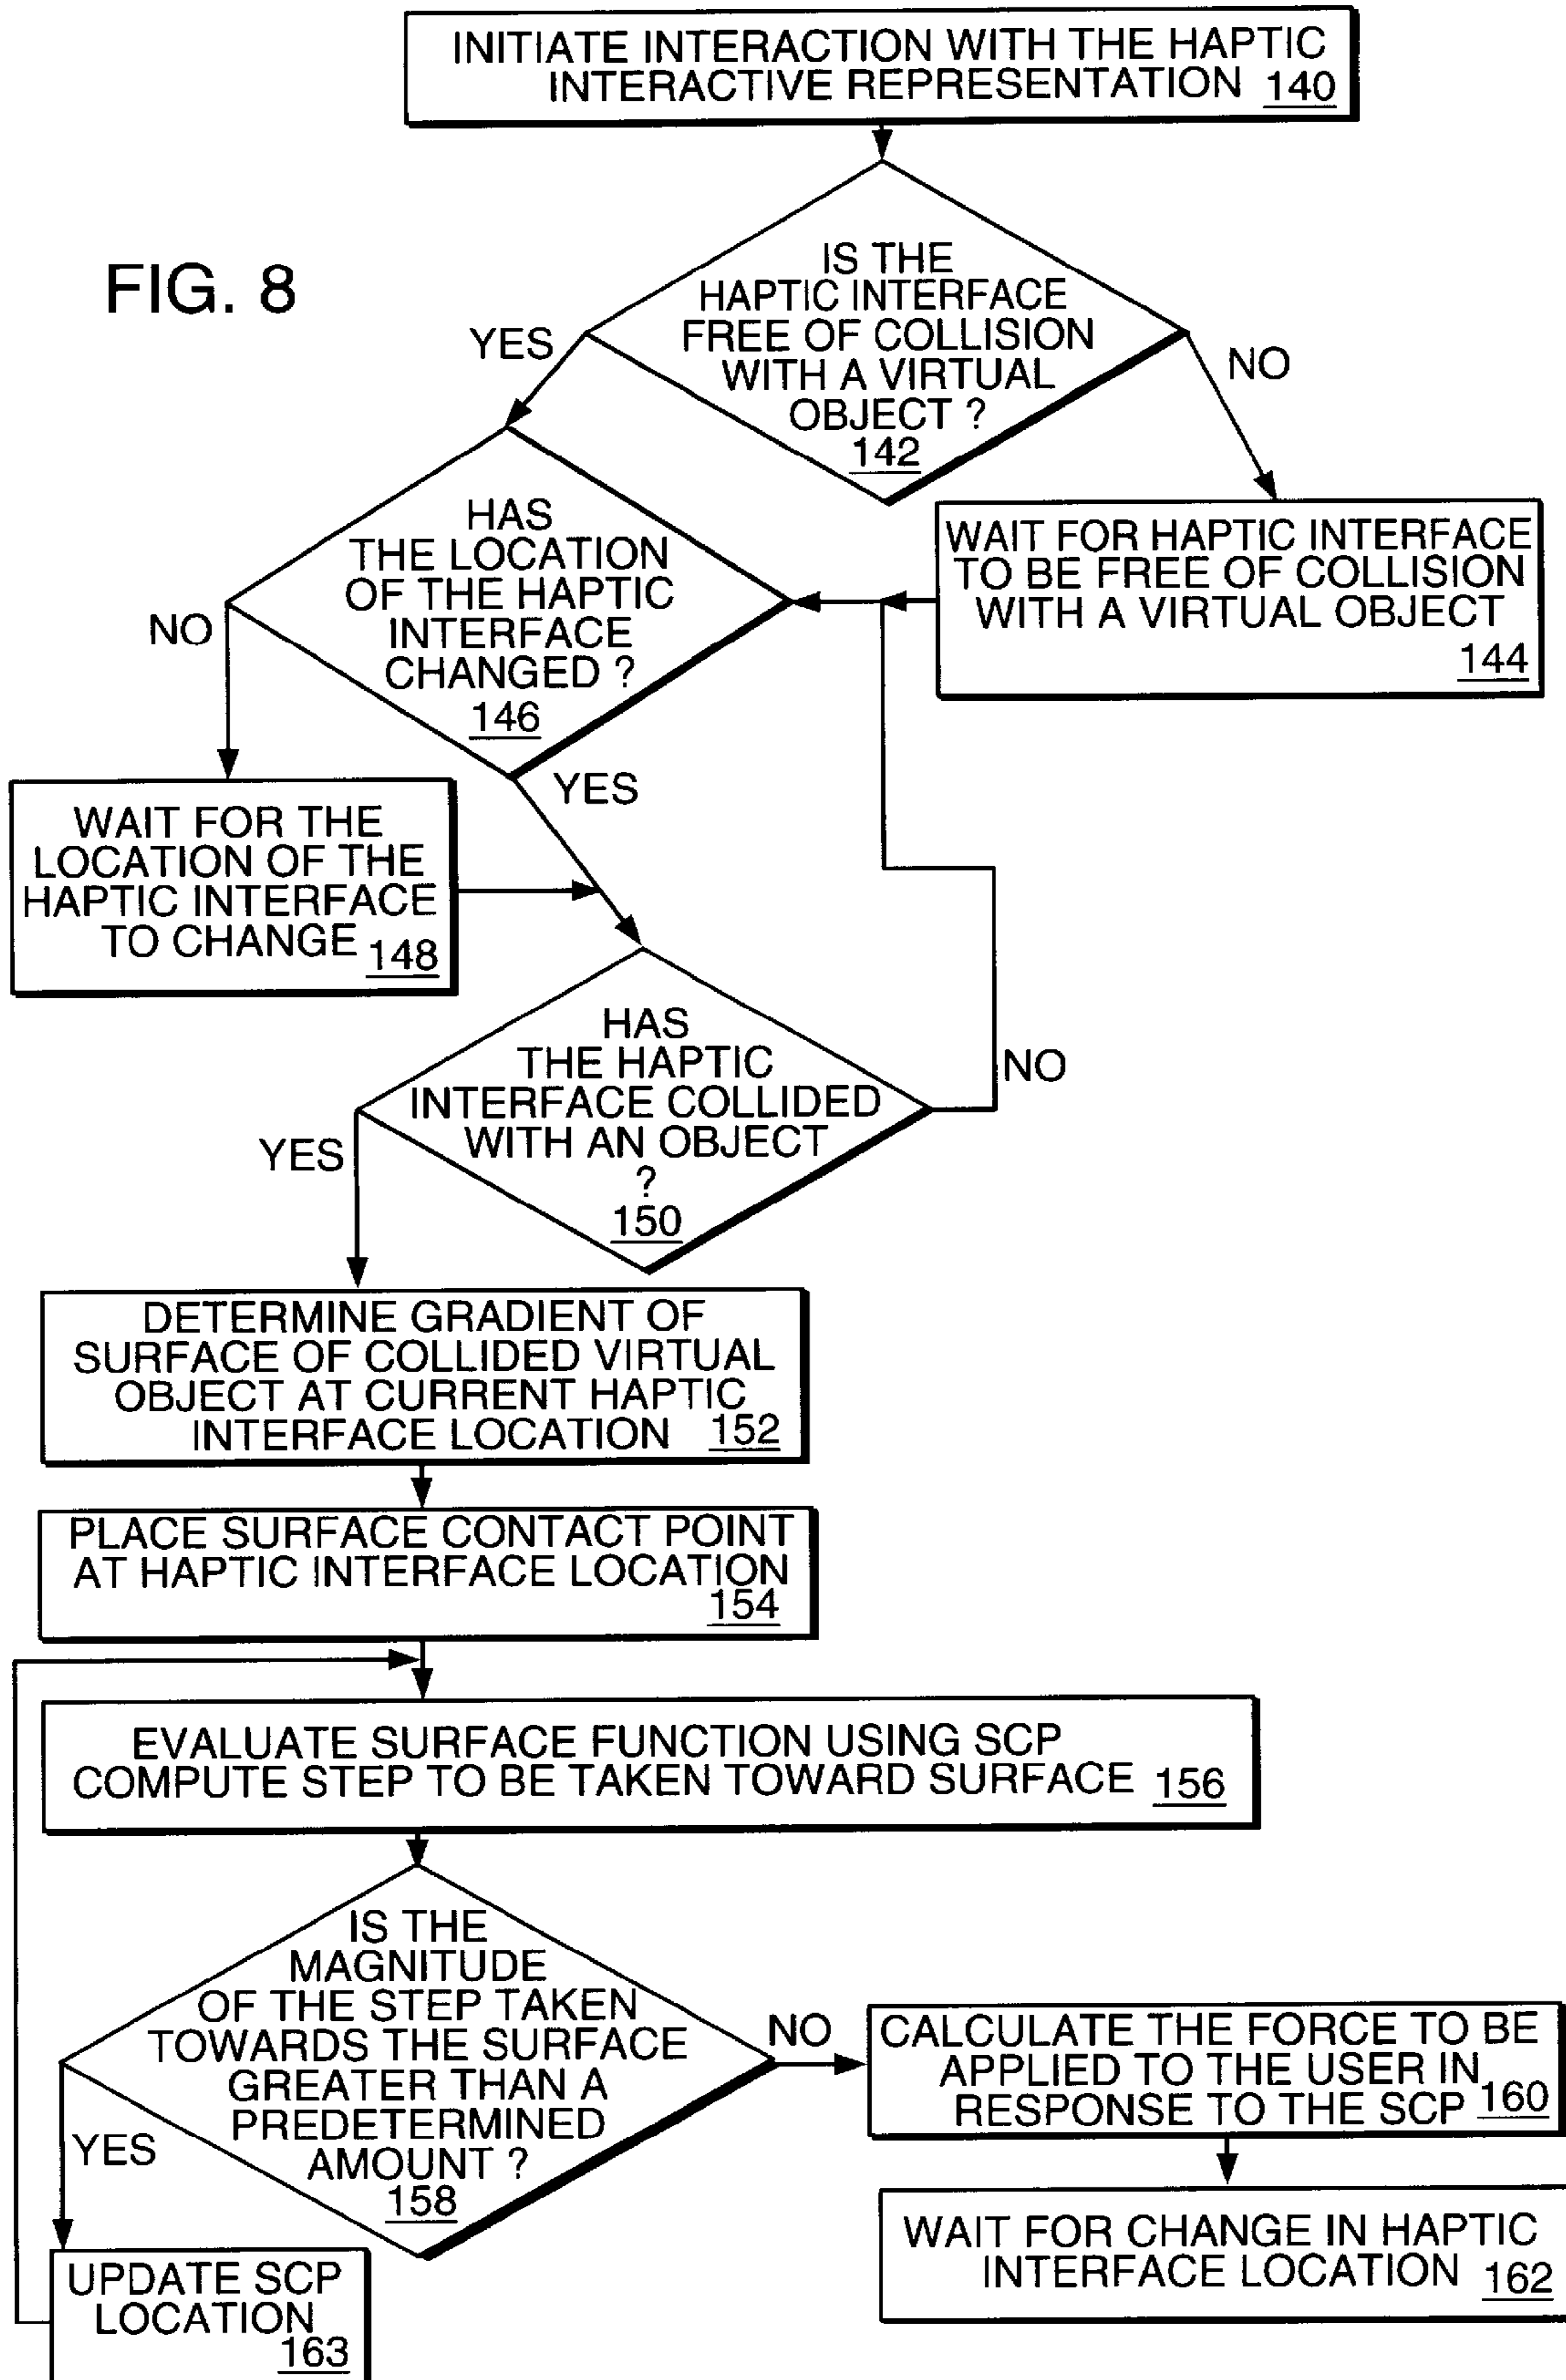 INITIATE INTERACTION WITH THE HAPTIC
INTERACTIVE REPRESENTATION 140
FIG. 8
IS THE
HAPTIC INTERFACE
FREE OF COLLISION
WITH A VIRTUAL
OBJECT ?
142
YES
NO
HAS
THE LOCATION
OF THE HAPTIC
INTERFACE
CHANGED ?
146
NO
YES
WAIT FOR HAPTIC INTERFACE
TO BE FREE OF COLLISION
WITH A VIRTUAL OBJECT
144
WAIT FOR THE
LOCATION OF THE
HAPTIC INTERFACE
TO CHANGE 148
HAS
THE HAPTIC
INTERFACE COLLIDED
WITH AN OBJECT
?
150
NO
YES
DETERMINE GRADIENT OF
SURFACE OF COLLIDED VIRTUAL
OBJECT AT CURRENT HAPTIC
INTERFACE LOCATION 152
PLACE SURFACE CONTACT POINT
AT HAPTIC INTERFACE LOCATION
154
EVALUATE SURFACE FUNCTION USING SCP
COMPUTE STEP TO BE TAKEN TOWARD SURFACE 156
IS THE
MAGNITUDE
OF THE STEP TAKEN
TOWARDS THE SURFACE
GREATER THAN A
PREDETERMINED
AMOUNT ?
158
NO
YES
CALCULATE THE FORCE TO BE
APPLIED TO THE USER IN
RESPONSE TO THE SCP 160
WAIT FOR CHANGE IN HAPTIC
INTERFACE LOCATION 162
UPDATE SCP
LOCATION
163